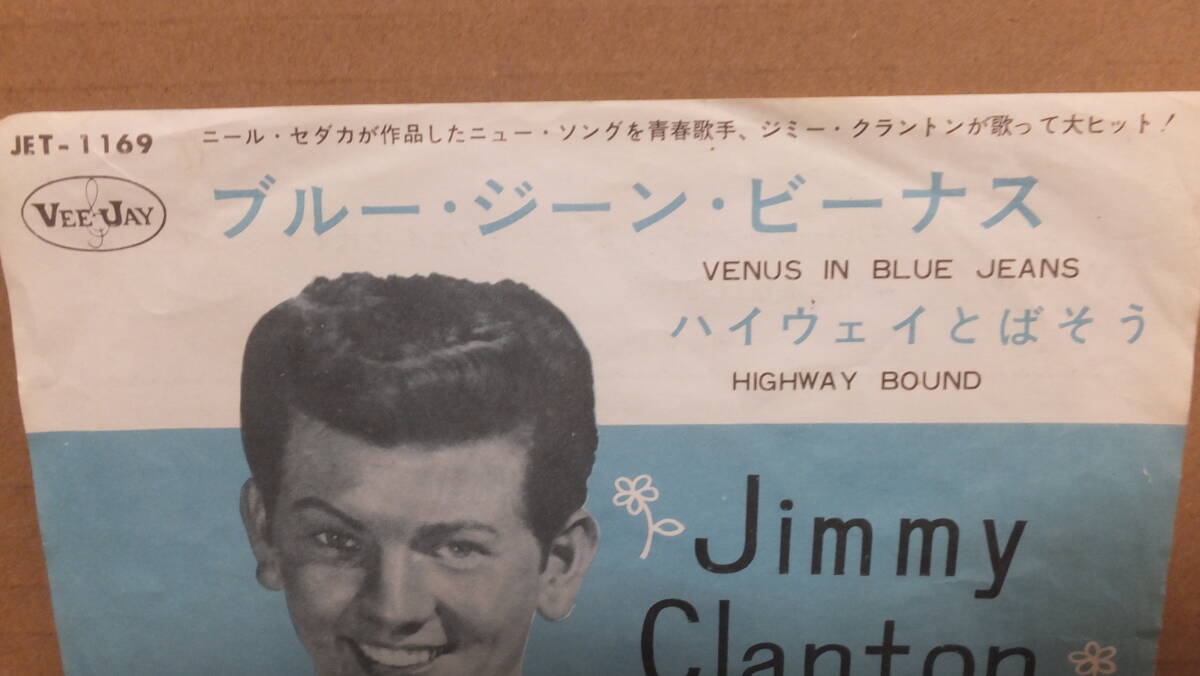 JET-1169
ニール・セダカが作品したニュー・ソングを青春歌手、ジミー・クラントンが歌って大ヒット!
VEE JAY
ブルー・ジーン・ビーナス
VENUS IN BLUE JEANS
ハイウェイとばそう
HIGHWAY BOUND
Jimmy
Clanton